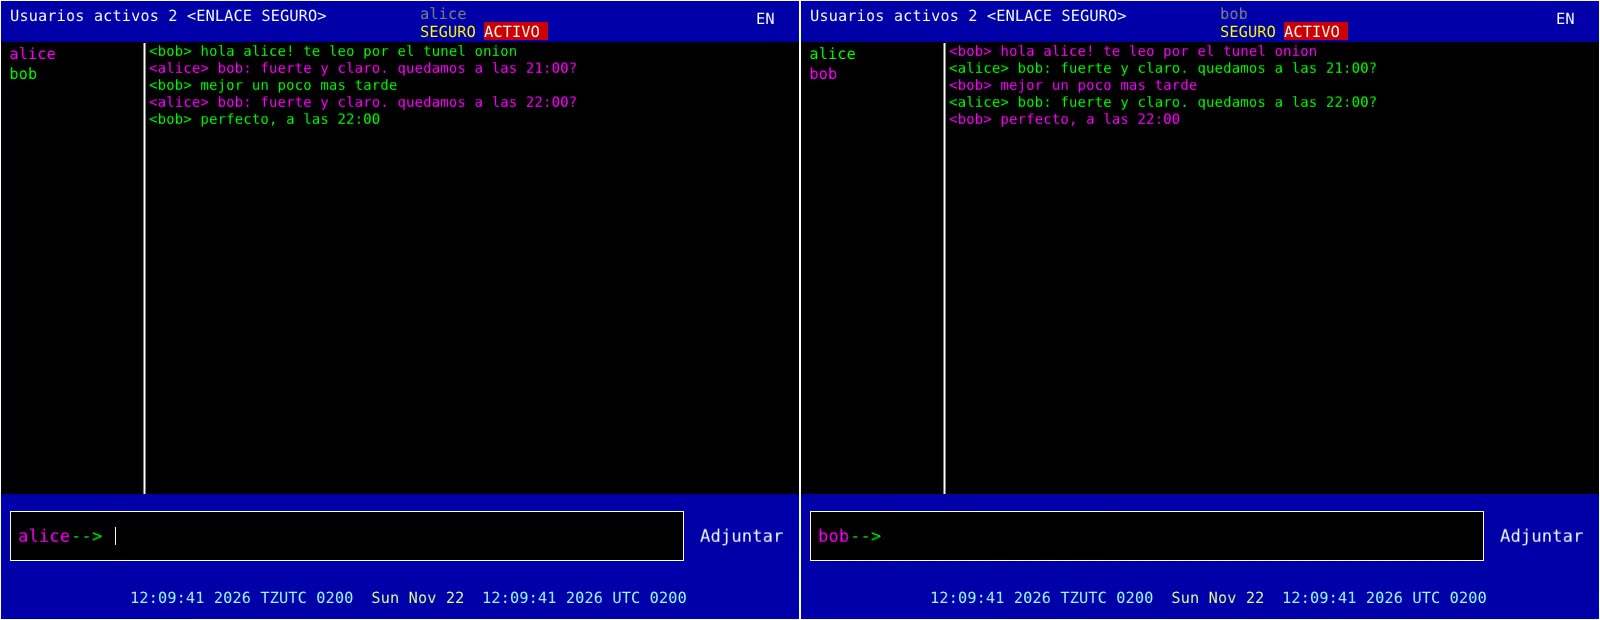 Usuarios activos 2 <ENLACE SEGURO>
alice
SEGURO ACTIVO
EN
alice
bob
<bob> hola alice! te leo por el tunel onion
<alice> bob: fuerte y claro. quedamos a las 21:00?
<bob> mejor un poco mas tarde
<alice> bob: fuerte y claro. quedamos a las 22:00?
<bob> perfecto, a las 22:00
alice-->
Adjuntar
12:09:41 2026 TZUTC 0200 Sun Nov 22 12:09:41 2026 UTC 0200
Usuarios activos 2 <ENLACE SEGURO>
bob
SEGURO ACTIVO
EN
alice
bob
<bob> hola alice! te leo por el tunel onion
<alice> bob: fuerte y claro. quedamos a las 21:00?
<bob> mejor un poco mas tarde
<alice> bob: fuerte y claro. quedamos a las 22:00?
<bob> perfecto, a las 22:00
bob-->
Adjuntar
12:09:41 2026 TZUTC 0200 Sun Nov 22 12:09:41 2026 UTC 0200